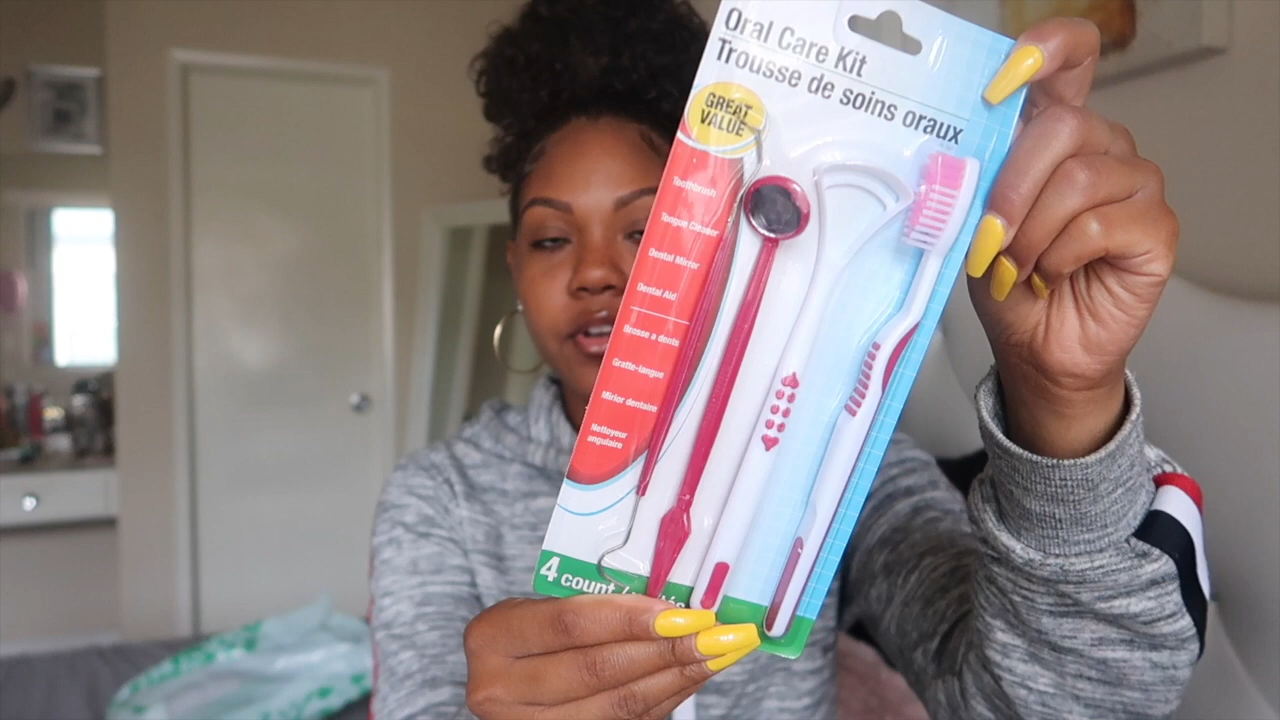 Oral Care Kit
Trousse de soins oraux
GREAT
VALUE
Toothbrush
Tongue Cleaner
Dental Mirror
Dental Aid
Brosse a dents
Gratte-langue
Mirior dentaire
Nettoyeur
angulaire
4 count